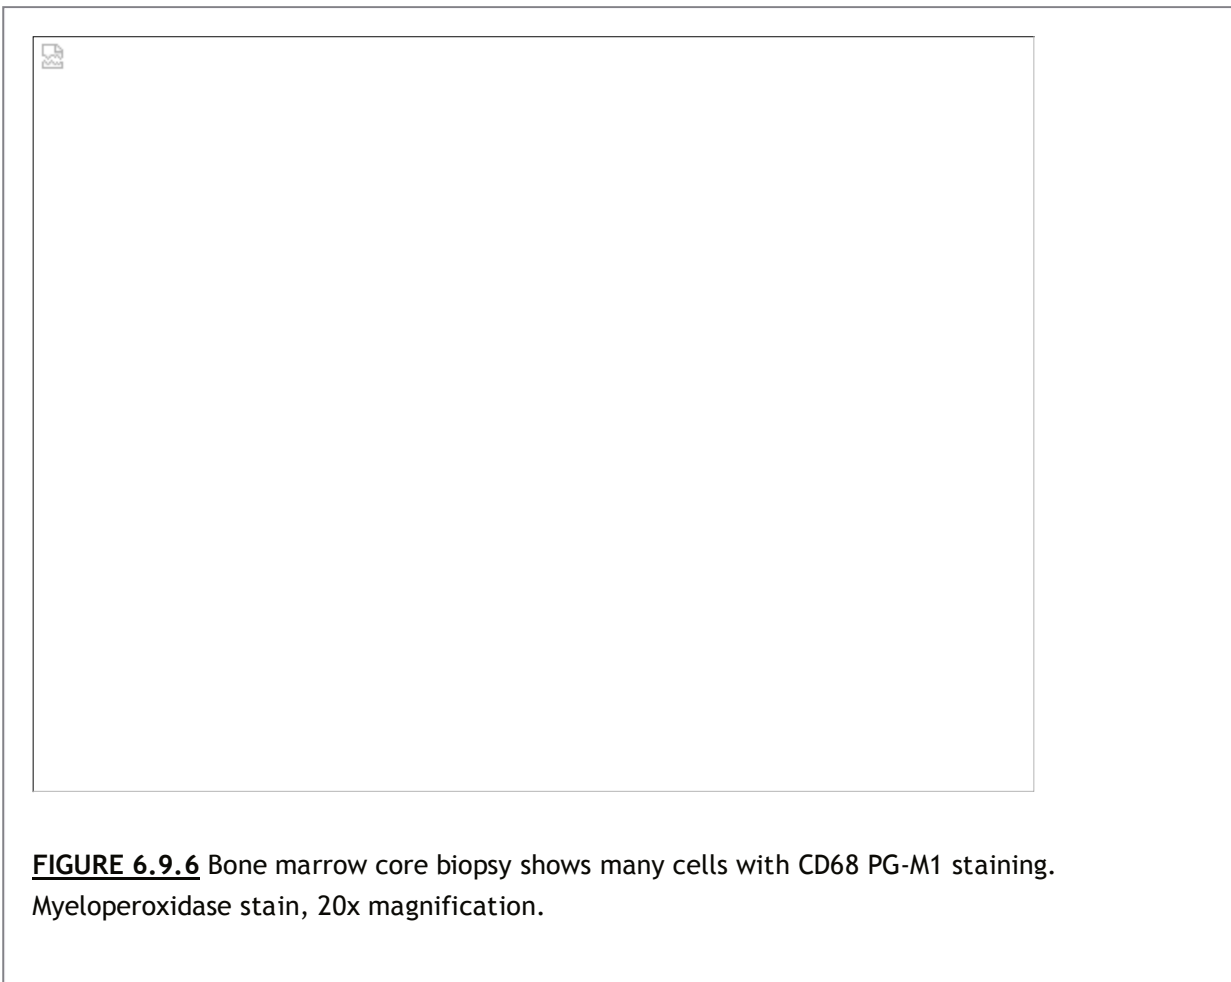 FIGURE 6.9.6 Bone marrow core biopsy shows many cells with CD68 PG-M1 staining.
Myeloperoxidase stain, 20x magnification.